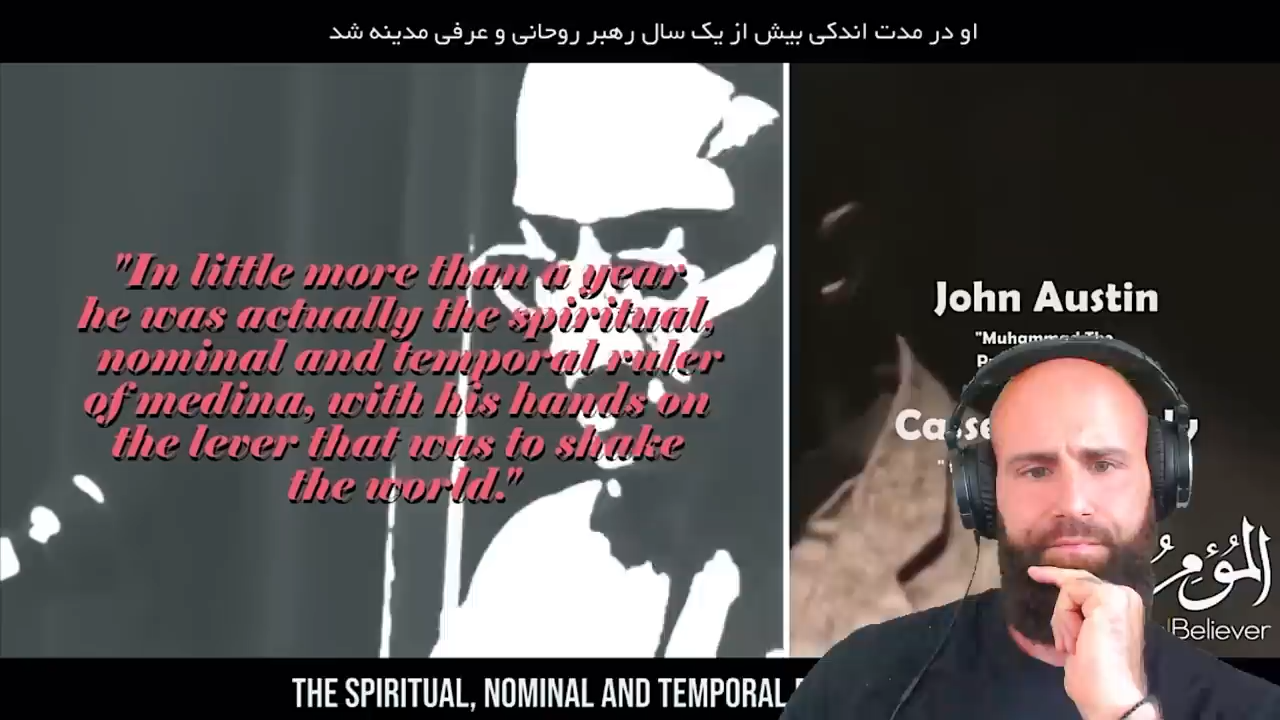 او در مدت اندکی بیش از یک سال رهبر روحانی و عرفی مدینه شد
"In little more than a year
he was actually the spiritual,
nominal and temporal ruler
of medina, with his hands on
the lever that was to shake
the world."
John Austin
"Muhammad The
المؤمن
Believer
THE SPIRITUAL, NOMINAL AND TEMPORAL